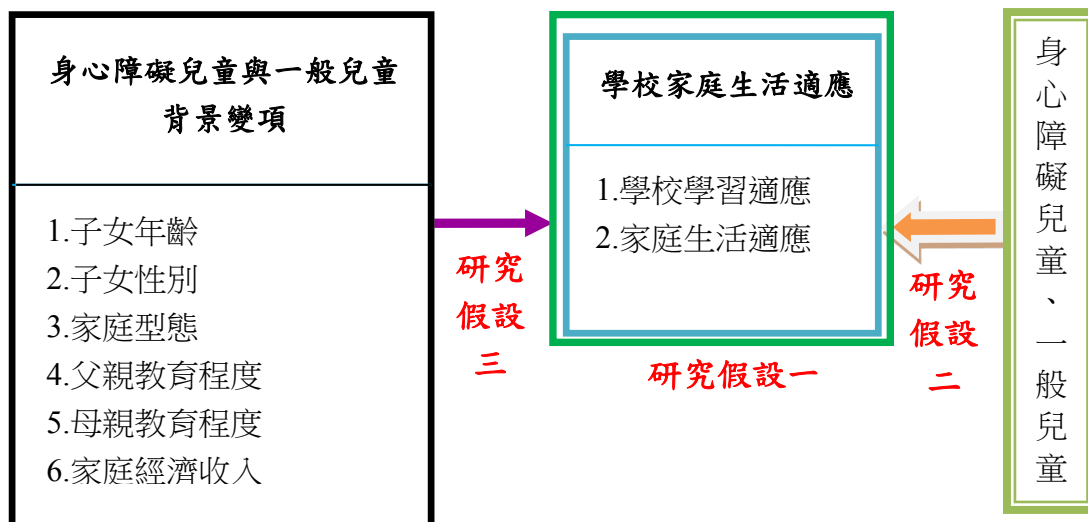 身心障礙兒童與一般兒童
背景變項
1.子女年齡
2.子女性別
3.家庭型態
4.父親教育程度
5.母親教育程度
6.家庭經濟收入
研究
假設
三
學校家庭生活適應
1.學校學習適應
2.家庭生活適應
研究假設一
研究
假設
二
身心障礙兒童、一般兒童